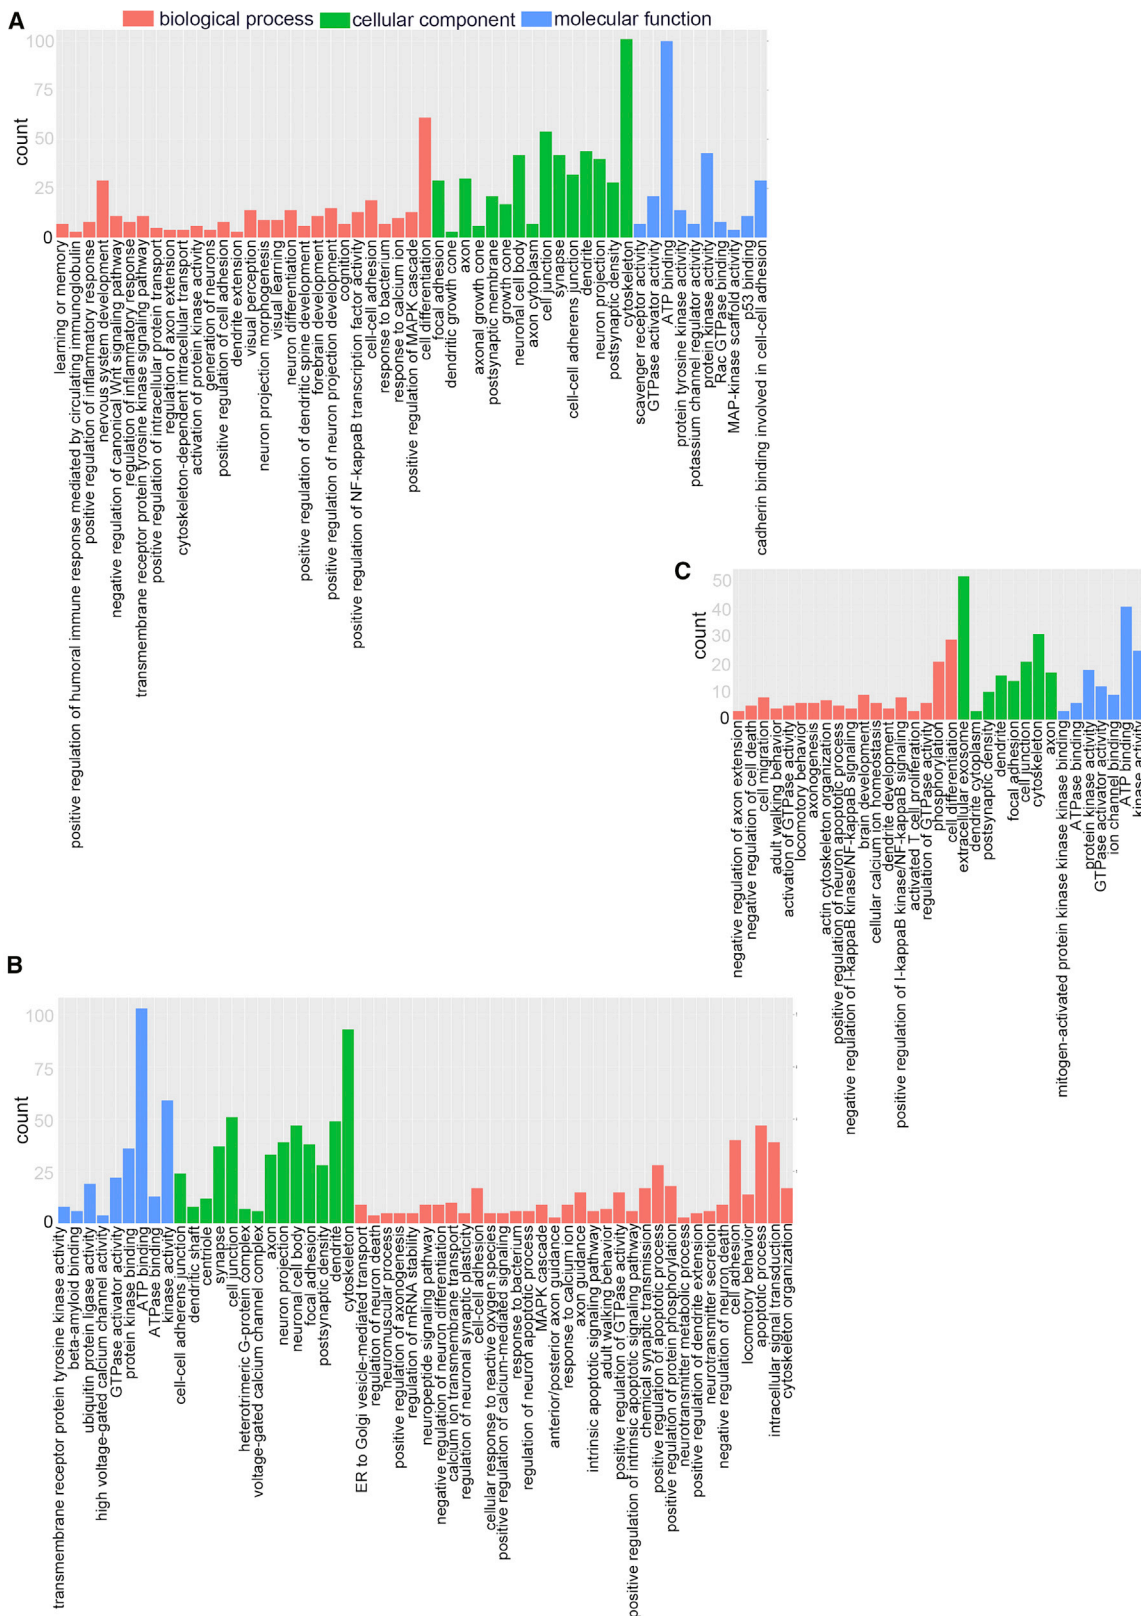 A
biological process
cellular component
molecular function
count
100
75
50
25
0
learning or memory
positive regulation of humoral immune response mediated by circulating immunoglobulin
positive regulation of inflammatory response
nervous system development
negative regulation of canonical Wnt signaling pathway
regulation of inflammatory response
transmembrane receptor protein tyrosine kinase signaling pathway
positive regulation of intracellular protein transport
regulation of axon extension
cytoskeleton-dependent intracellular transport
activation of protein kinase activity
generation of neurons
positive regulation of cell adhesion
dendrite extension
visual perception
neuron projection morphogenesis
visual learning
neuron differentiation
positive regulation of dendritic spine development
forebrain development
positive regulation of neuron projection development
cognition
positive regulation of NF-kappaB transcription factor activity
cell-cell adhesion
response to bacterium
response to calcium ion
positive regulation of MAPK cascade
cell differentiation
focal adhesion
dendritic growth cone
axon
axonal growth cone
postsynaptic membrane
growth cone
neuronal cell body
axon cytoplasm
cell junction
synapse
cell-cell adherens junction
dendrite
neuron projection
postsynaptic density
cytoskeleton
scavenger receptor activity
GTPase activator activity
ATP binding
protein tyrosine kinase activity
potassium channel regulator activity
protein kinase activity
Rac GTPase binding
MAP-kinase scaffold activity
p53 binding
cadherin binding involved in cell-cell adhesion
C
count
50
40
30
20
10
0
negative regulation of axon extension
negative regulation of cell death
cell migration
adult walking behavior
activation of GTPase activity
locomotory behavior
axonogenesis
actin cytoskeleton organization
positive regulation of neuron apoptotic process
negative regulation of I-kappaB kinase/NF-kappaB signaling
brain development
cellular calcium ion homeostasis
dendrite development
positive regulation of I-kappaB kinase/NF-kappaB signaling
activated T cell proliferation
regulation of GTPase activity
phosphorylation
cell differentiation
extracellular exosome
dendrite cytoplasm
postsynaptic density
dendrite
focal adhesion
cell junction
cytoskeleton
axon
mitogen-activated protein kinase kinase binding
ATPase binding
protein kinase activity
GTPase activator activity
ion channel binding
ATP binding
kinase activity
B
count
100
75
50
25
0
transmembrane receptor protein tyrosine kinase activity
beta-amyloid binding
ubiquitin protein ligase activity
high voltage-gated calcium channel activity
GTPase activator activity
protein kinase binding
ATP binding
ATPase binding
kinase activity
cell-cell adherens junction
dendritic shaft
centriole
synapse
cell junction
heterotrimeric G-protein complex
voltage-gated calcium channel complex
axon
neuron projection
neuronal cell body
focal adhesion
postsynaptic density
dendrite
cytoskeleton
ER to Golgi vesicle-mediated transport
regulation of neuron death
neuromuscular process
positive regulation of axonogenesis
regulation of mRNA stability
neuropeptide signaling pathway
negative regulation of neuron differentiation
calcium ion transmembrane transport
regulation of neuronal synaptic plasticity
cell-cell adhesion
cellular response to reactive oxygen species
positive regulation of calcium-mediated signaling
response to bacterium
regulation of neuron apoptotic process
MAPK cascade
anterior/posterior axon guidance
response to calcium ion
axon guidance
intrinsic apoptotic signaling pathway
adult walking behavior
positive regulation of GTPase activity
positive regulation of intrinsic apoptotic signaling pathway
chemical synaptic transmission
positive regulation of apoptotic process
positive regulation of protein phosphorylation
neurotransmitter metabolic process
positive regulation of dendrite extension
neurotransmitter secretion
negative regulation of neuron death
cell adhesion
locomotory behavior
apoptotic process
intracellular signal transduction
cytoskeleton organization